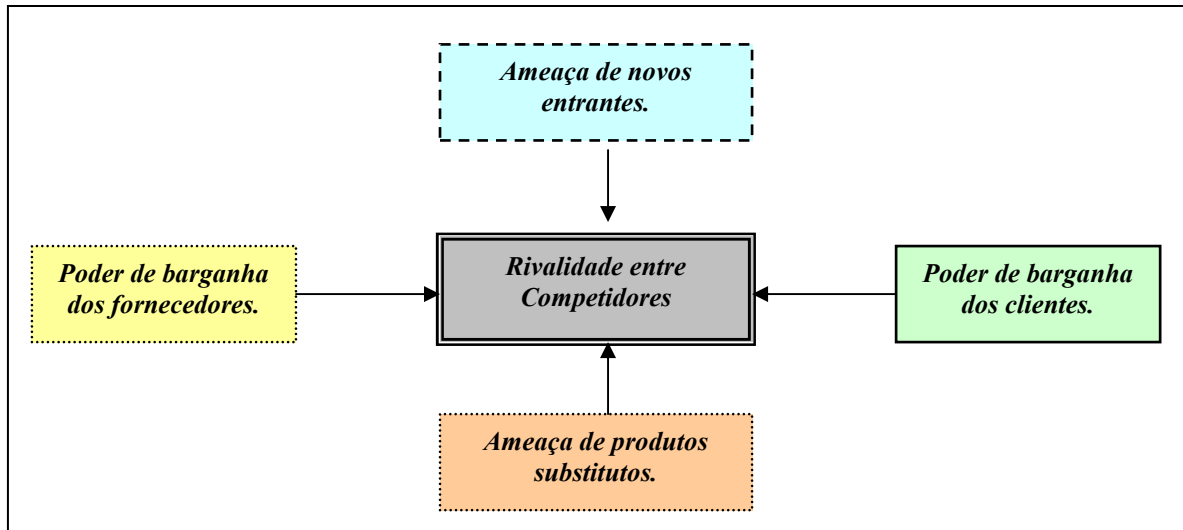 Ameaça de novos
entrantes.
Poder de barganha
dos fornecedores.
Rivalidade entre
Competidores
Poder de barganha
dos clientes.
Ameaça de produtos
substitutos.